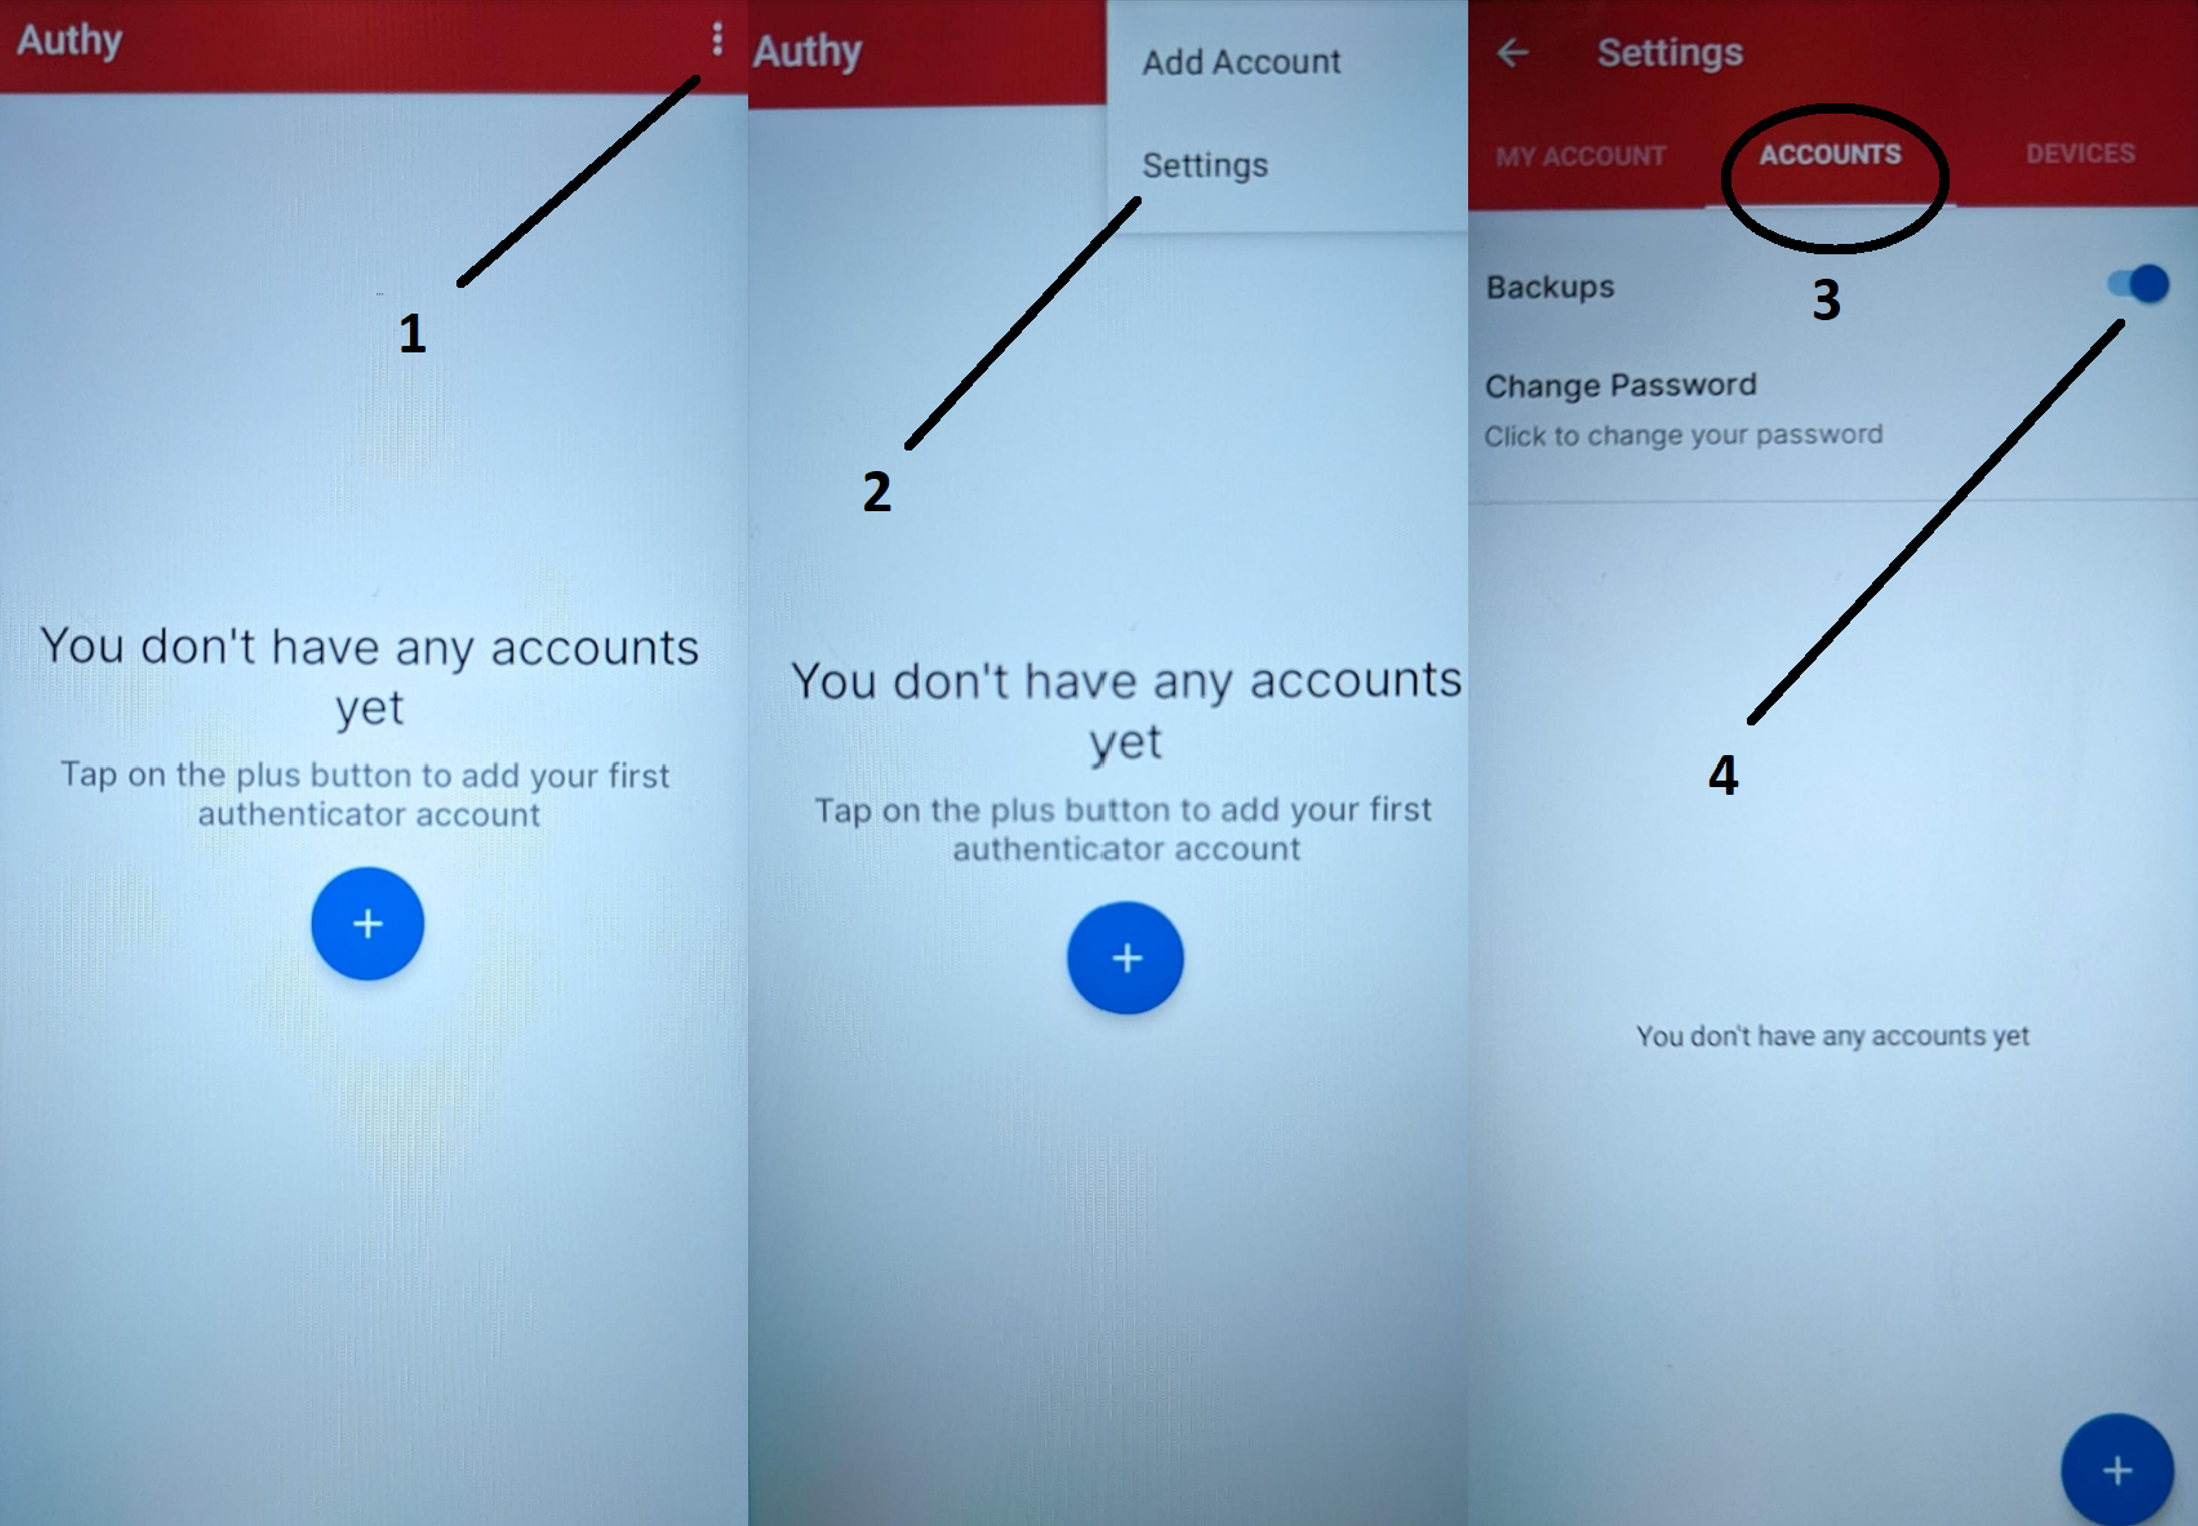 Authy
1
You don't have any accounts
yet
Tap on the plus button to add your first
authenticator account
+
Authy
Add Account
Settings
2
You don't have any accounts
yet
Tap on the plus button to add your first
authenticator account
+
Settings
MY ACCOUNT
ACCOUNTS
DEVICES
Backups
3
Change Password
Click to change your password
4
You don't have any accounts yet
+